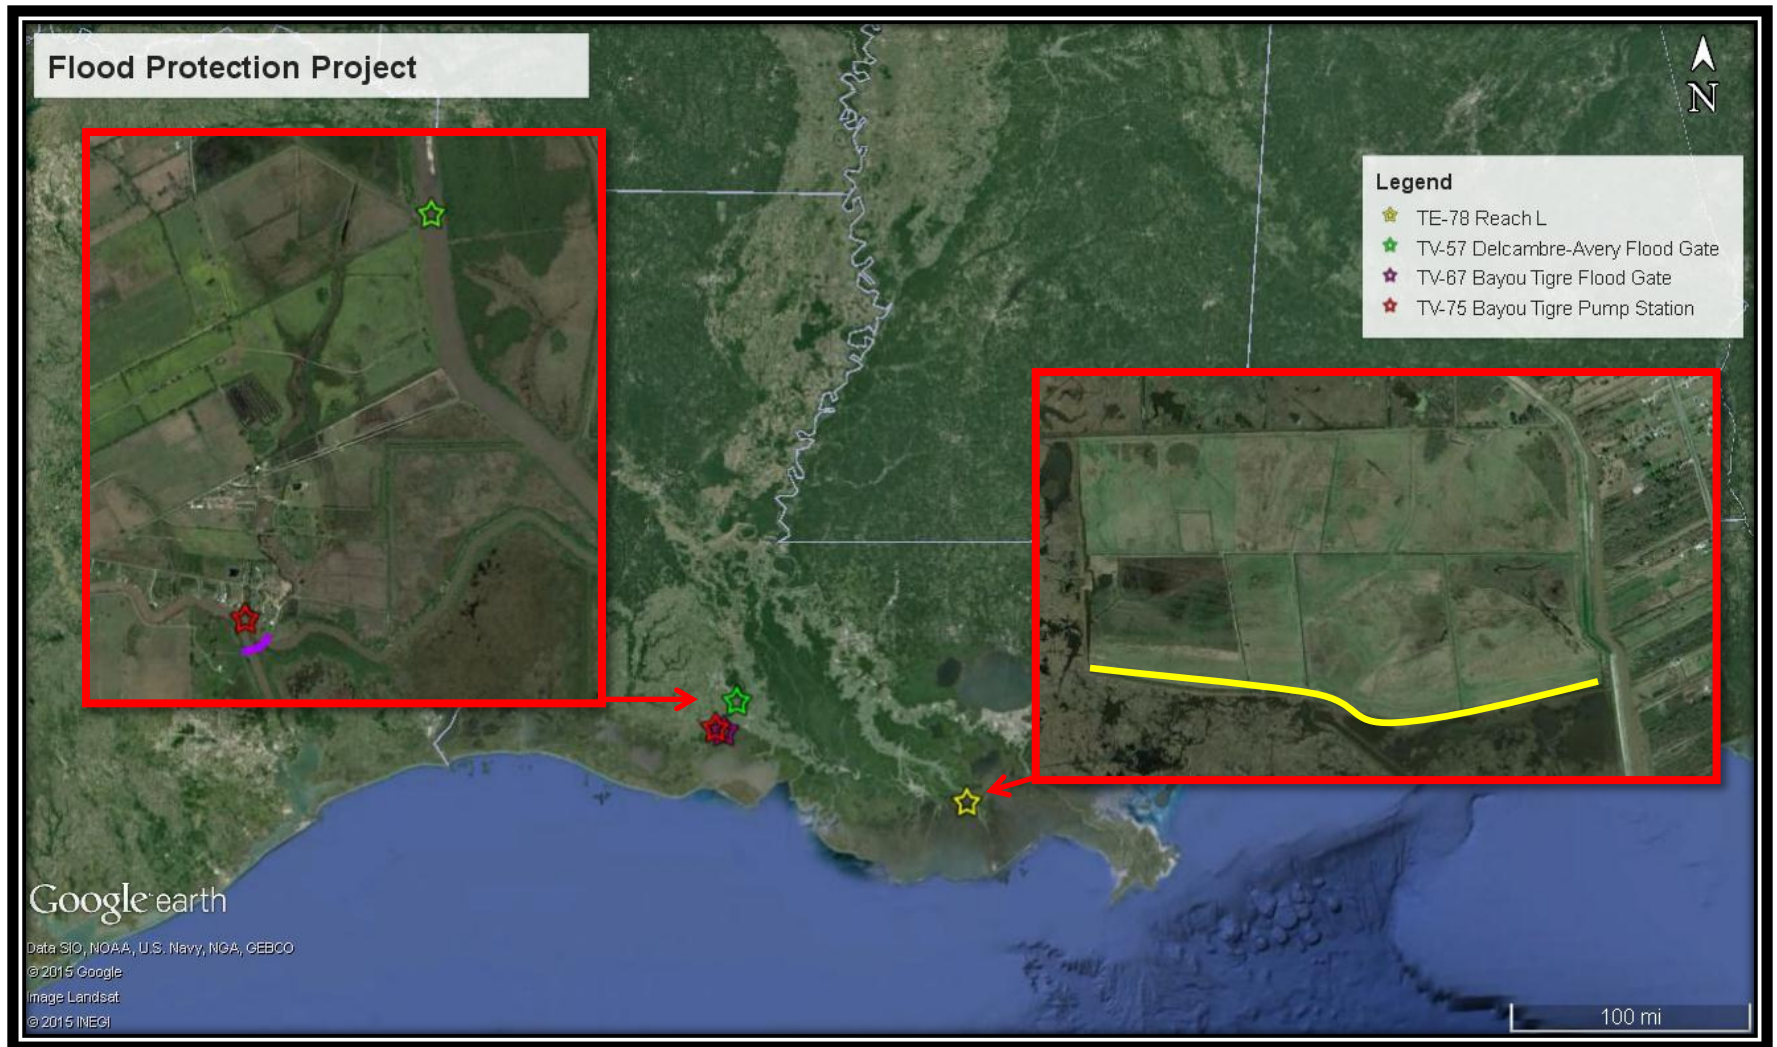 Flood Protection Project
N
Legend
TE-78 Reach L
TV-57 Delcambre-Avery Flood Gate
TV-67 Bayou Tigre Flood Gate
TV-75 Bayou Tigre Pump Station
Google earth
Data SIO, NOAA, U.S. Navy, NGA, GEBCO
© 2015 Google
Image Landsat
© 2015 INEGI
100 mi